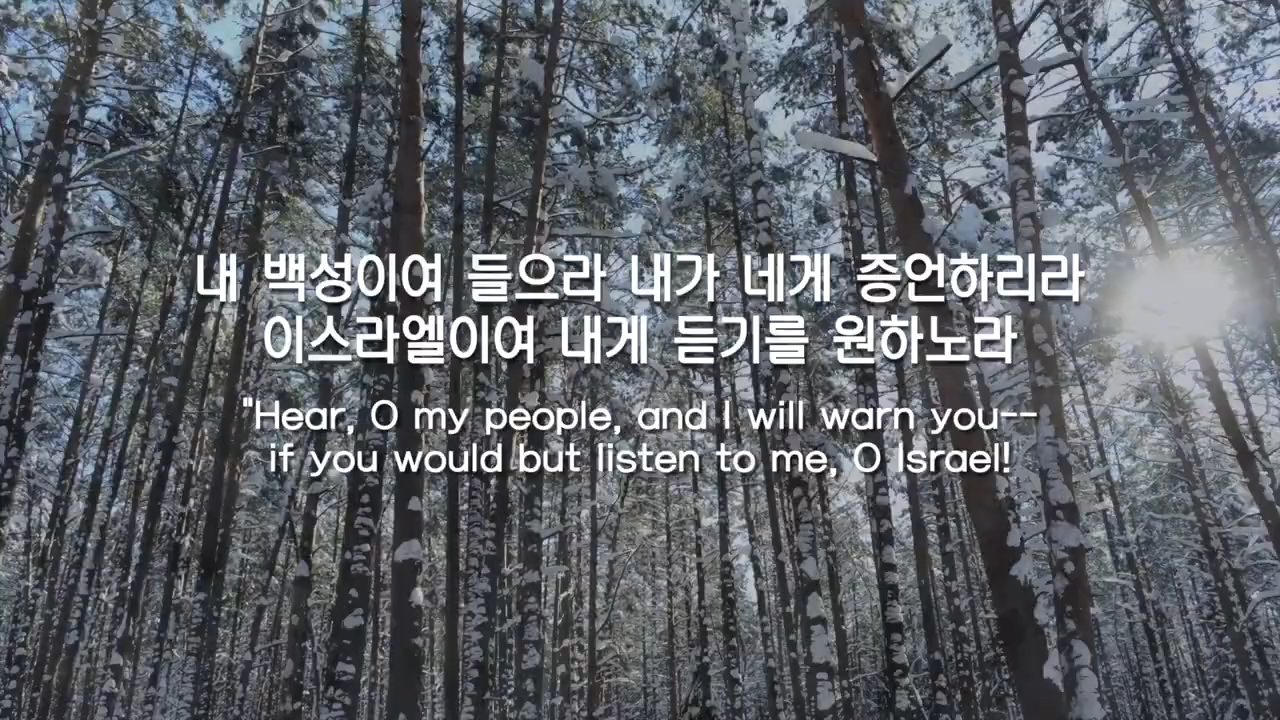 내 백성이여 들으라 내가 네게 증언하리라
이스라엘이여 내게 듣기를 원하노라
"Hear, O my people, and I will warn you--
if you would but listen to me, O Israel!